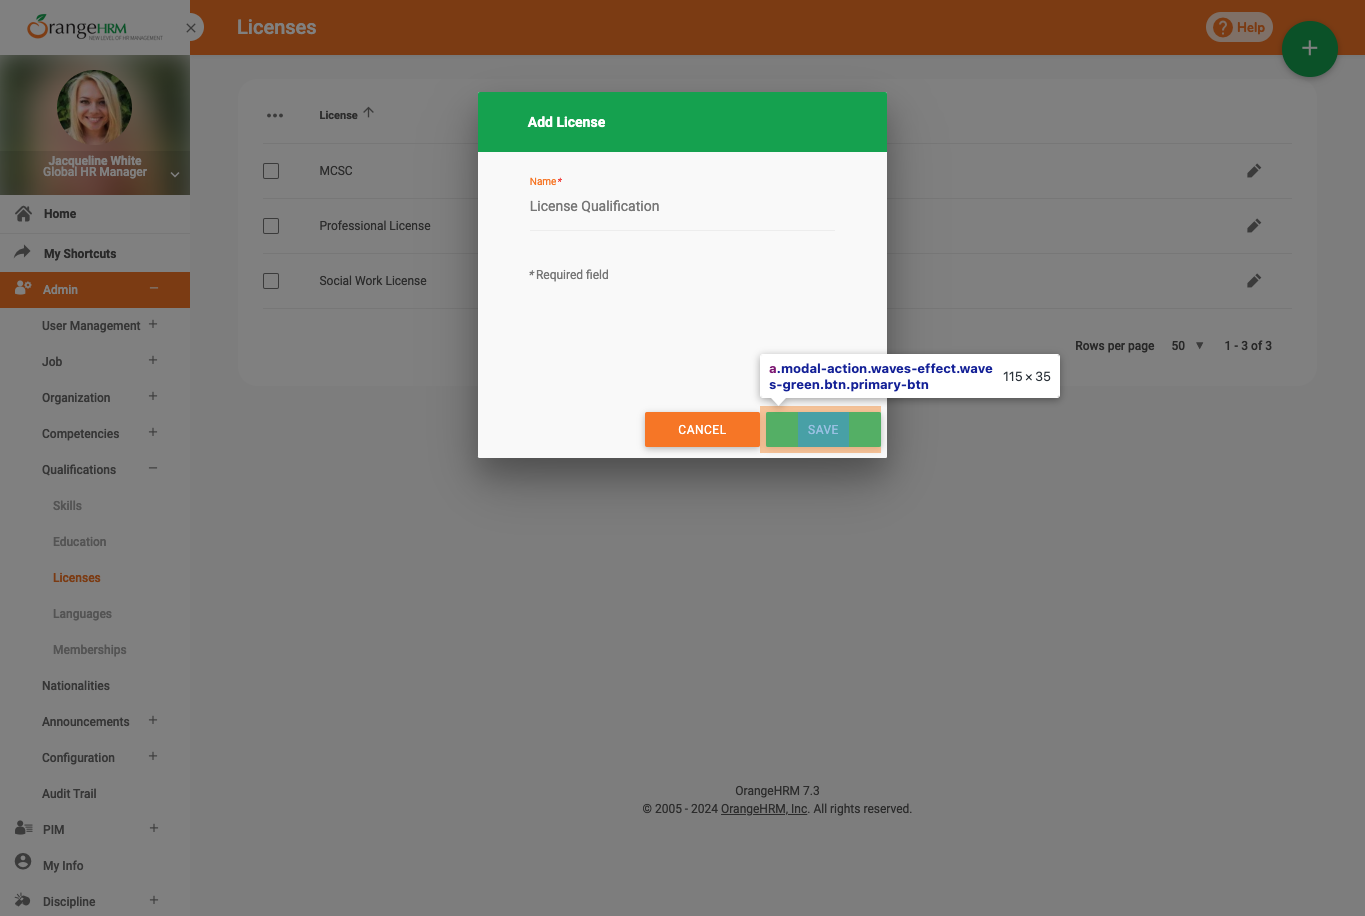 OrangeHRM
NEW LEVEL OF HR MANAGEMENT
Licenses
Help
Jacqueline White
Global HR Manager
Home
My Shortcuts
Admin
User Management
Job
Organization
Competencies
Qualifications
Skills
Education
Licenses
Languages
Memberships
Nationalities
Announcements
Configuration
Audit Trail
PIM
My Info
Discipline
License
MCSC
Professional License
Social Work License
Rows per page 50 1 - 3 of 3
Add License
Name*
License Qualification
* Required field
a.modal-action.waves-effect.wave
s-green.btn.primary-btn
115 × 35
CANCEL
SAVE
OrangeHRM 7.3
© 2005 - 2024 OrangeHRM, Inc. All rights reserved.